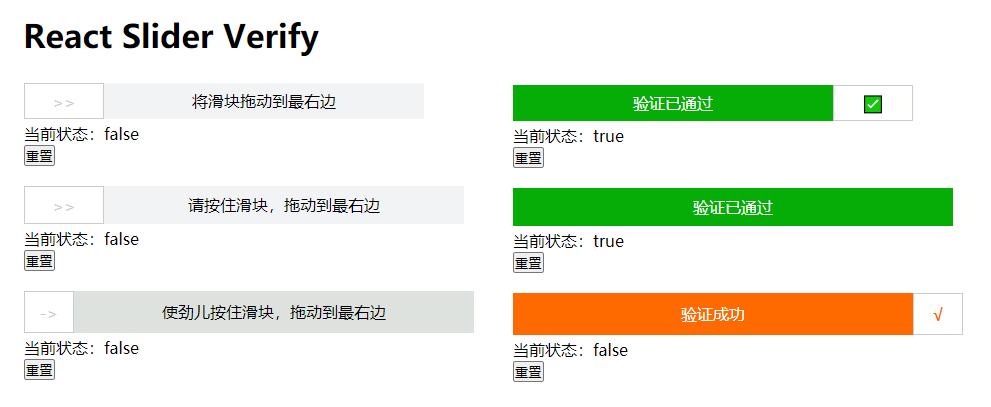 React Slider Verify
>>
将滑块拖动到最右边
当前状态：false
重置
>>
请按住滑块，拖动到最右边
当前状态：false
重置
->
使劲儿按住滑块，拖动到最右边
当前状态：false
重置
验证已通过
当前状态：true
重置
验证已通过
当前状态：true
重置
验证成功
√
当前状态：false
重置